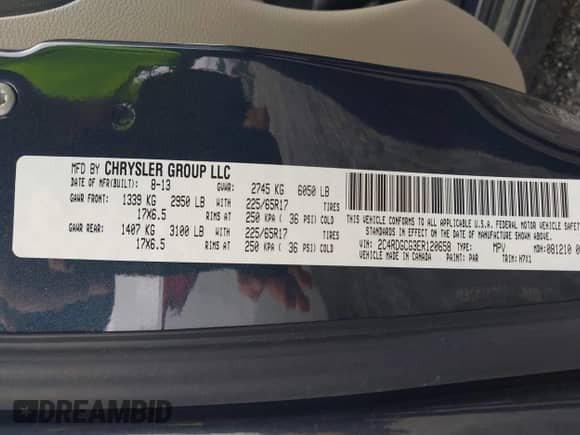 MFD BY CHRYSLER GROUP LLC
DATE OF MFR(BUILT): 8-13 GVWR: 2745 KG 6050 LB
GAWR FRONT: 1339 KG 2950 LB WITH 225/65R17 TIRES
17X6.5 RIMS AT 250 KPA ( 36 PSI) COLD
GAWR REAR: 1407 KG 3100 LB WITH 225/65R17 TIRES
17X6.5 RIMS AT 250 KPA ( 36 PSI) COLD
THIS VEHICLE CONFORMS TO ALL APPLICABLE U.S.A. FEDERAL MOTOR VEHICLE SAFETY
STANDARDS IN EFFECT ON THE DATE OF MANUFACTURE SHOWN ABOVE.
VIN: 2C4RDGCG3ER120658 TYPE: MPV MDH: 081210 0
VEHICLE MADE IN CANADA PAINT: PAR TRIM: H7X1
DREAMBID